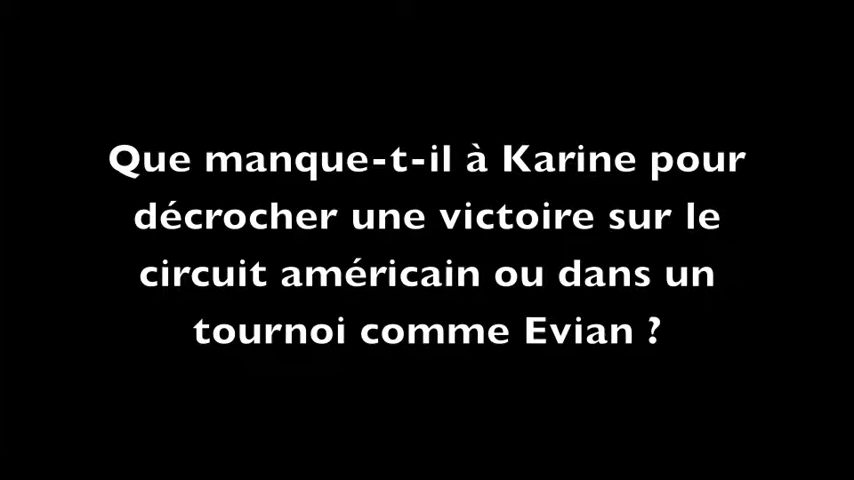 Que manque-t-il à Karine pour
décrocher une victoire sur le
circuit américain ou dans un
tournoi comme Evian ?